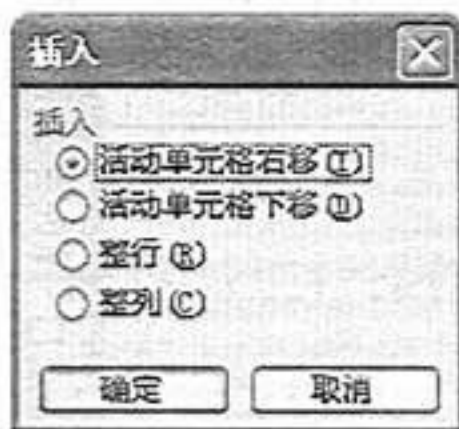 插入
插入
活动单元格右移(I)
活动单元格下移(D)
整行(R)
整列(C)
确定
取消